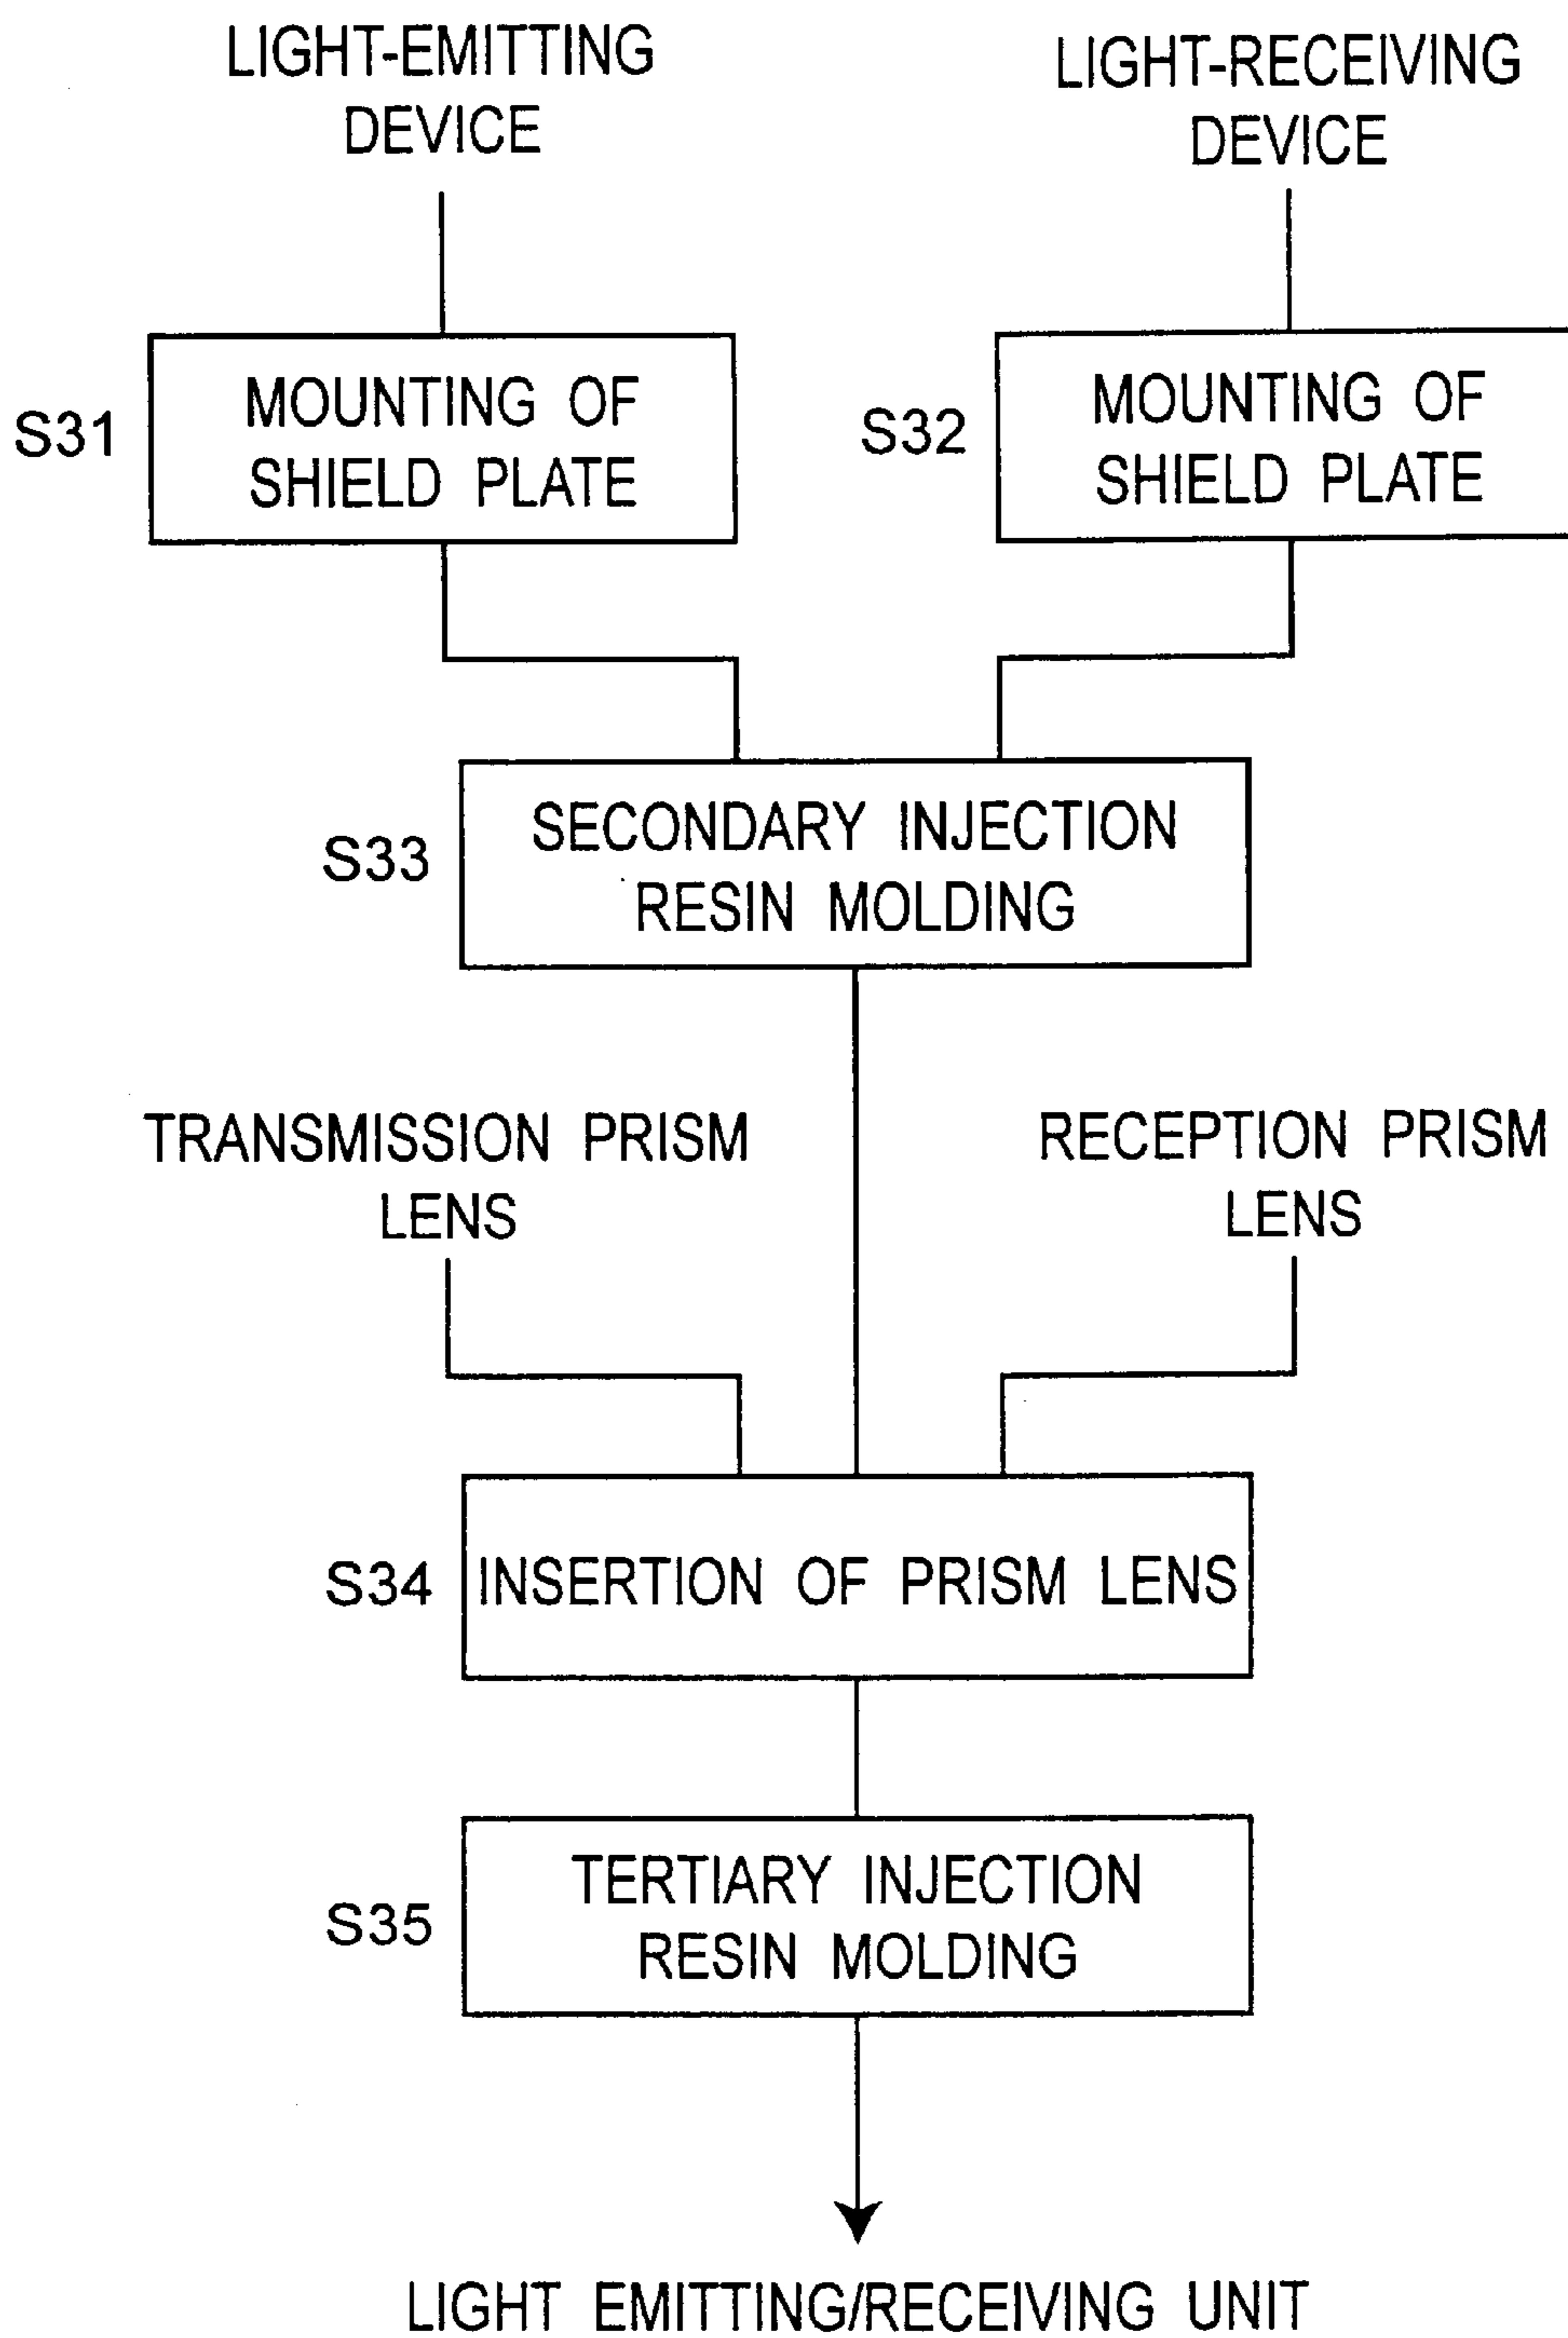 LIGHT-EMITTING
DEVICE
LIGHT-RECEIVING
DEVICE
S31
MOUNTING OF
SHIELD PLATE
S32
MOUNTING OF
SHIELD PLATE
S33
SECONDARY INJECTION
RESIN MOLDING
TRANSMISSION PRISM
LENS
RECEPTION PRISM
LENS
S34
INSERTION OF PRISM LENS
S35
TERTIARY INJECTION
RESIN MOLDING
LIGHT EMITTING/RECEIVING UNIT